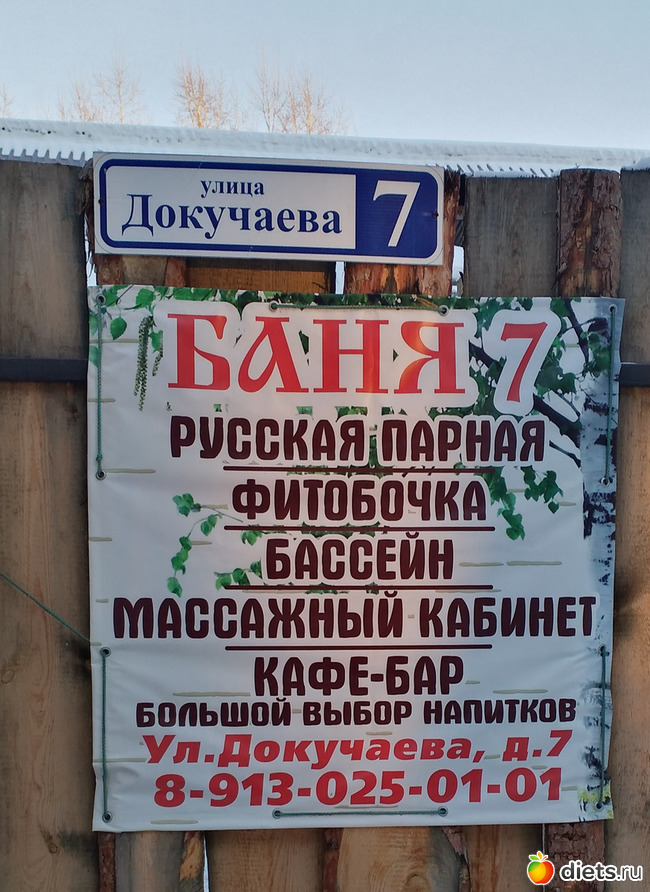 улица
Докучаева
7
БАНЯ 7
РУССКАЯ ПАРНАЯ
ФИТОБОЧКА
БАССЕЙН
МАССАЖНЫЙ КАБИНЕТ
КАФЕ-БАР
БОЛЬШОЙ ВЫБОР НАПИТКОВ
Ул.Докучаева, д.7
8-913-025-01-01
diets.ru